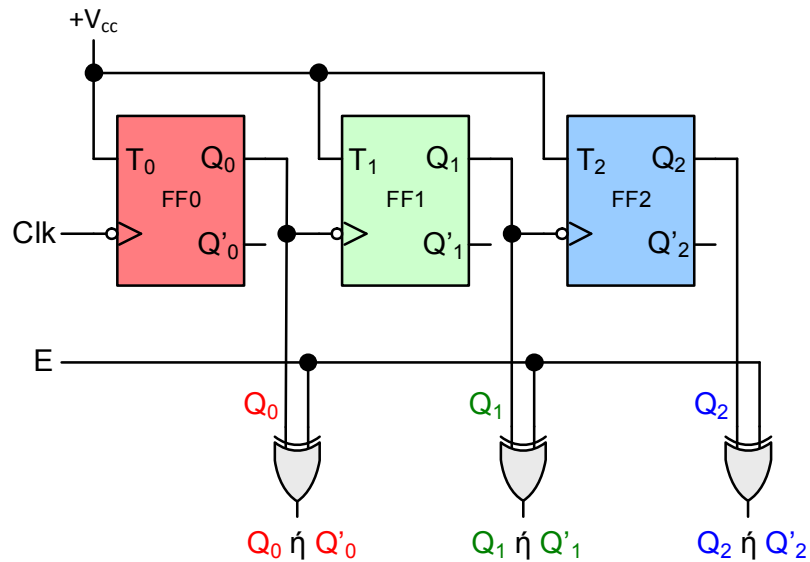 +Vcc
T0 Q0 T1 Q1 T2 Q2
FF0 FF1 FF2
Clk
Q’0 Q’1 Q’2
E
Q0 Q1 Q2
Q0 ή Q’0 Q1 ή Q’1 Q2 ή Q’2